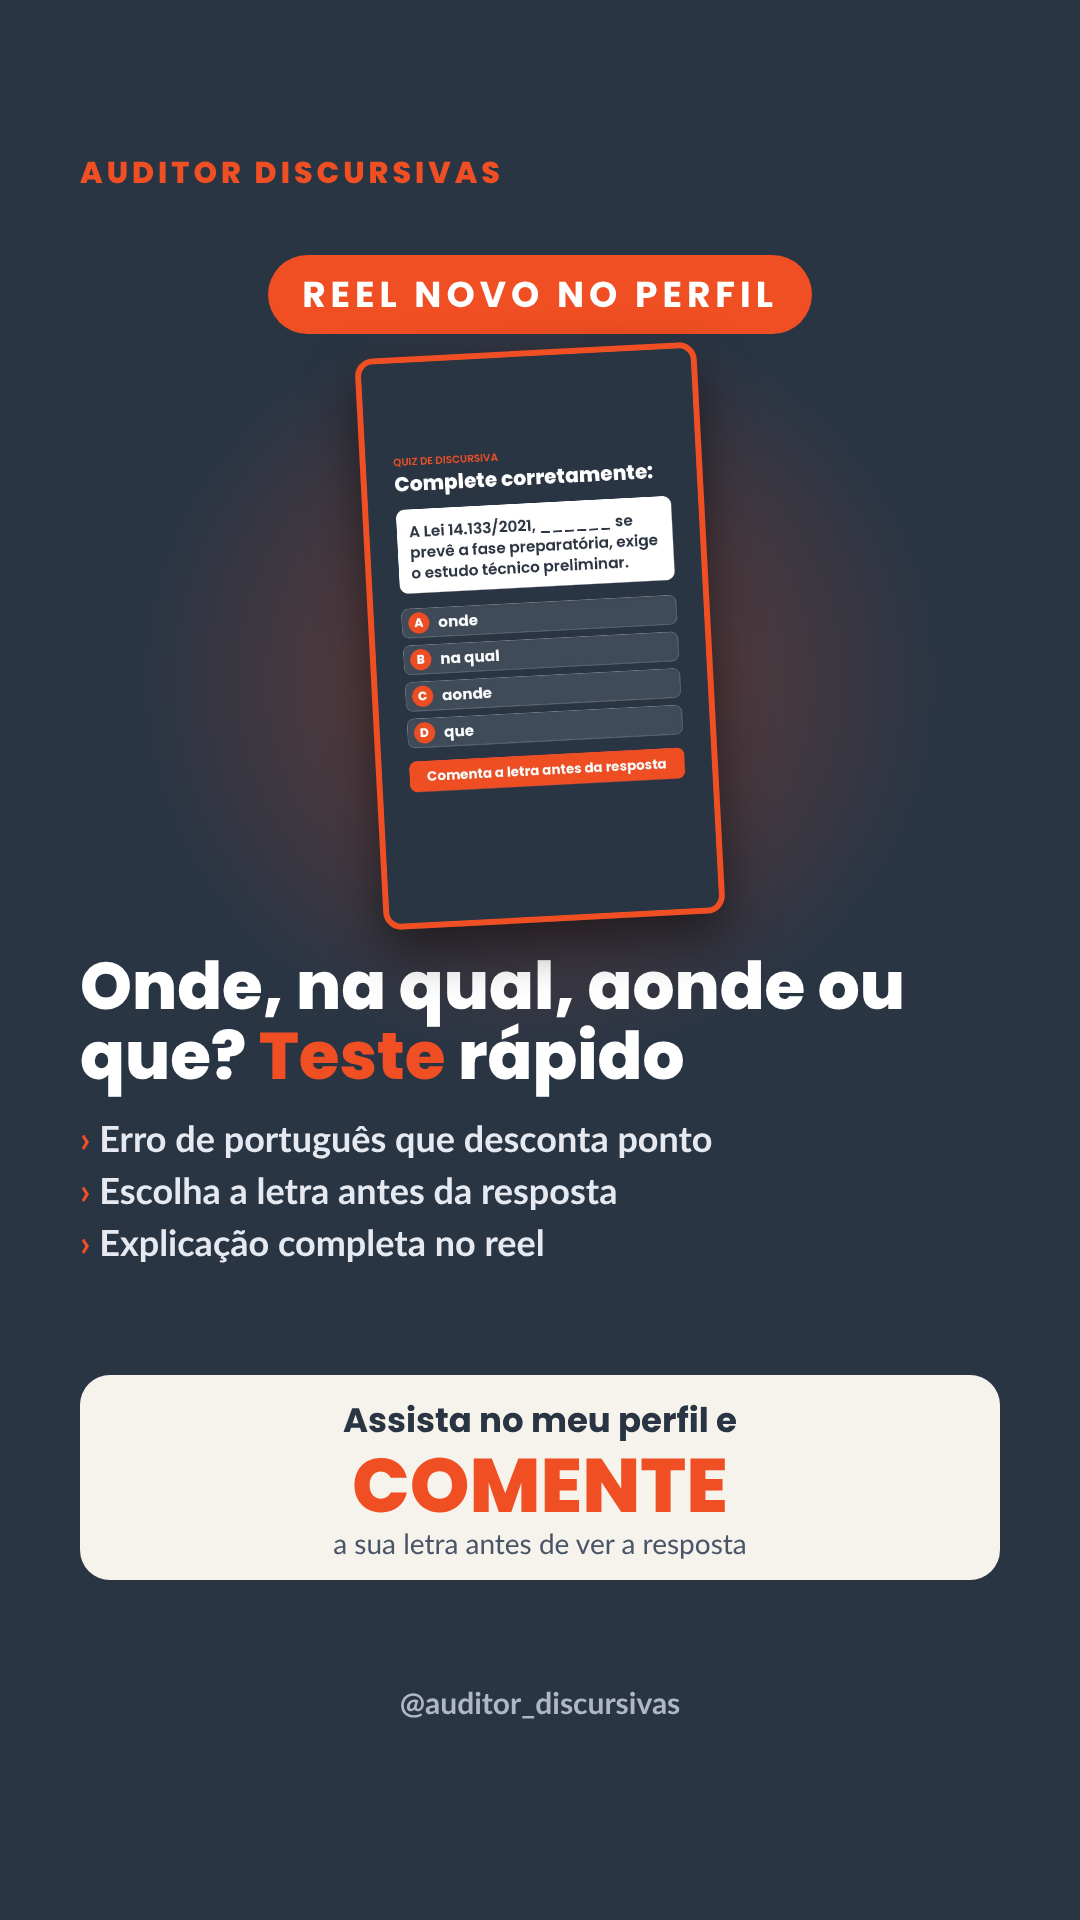 AUDITOR DISCURSIVAS
REEL NOVO NO PERFIL
QUIZ DE DISCURSIVA
Complete corretamente:
A Lei 14.133/2021, ______ se
prevê a fase preparatória, exige
o estudo técnico preliminar.
A onde
B na qual
C aonde
D que
Comenta a letra antes da resposta
Onde, na qual, aonde ou
que? Teste rápido
› Erro de português que desconta ponto
› Escolha a letra antes da resposta
› Explicação completa no reel
Assista no meu perfil e
COMENTE
a sua letra antes de ver a resposta
@auditor_discursivas